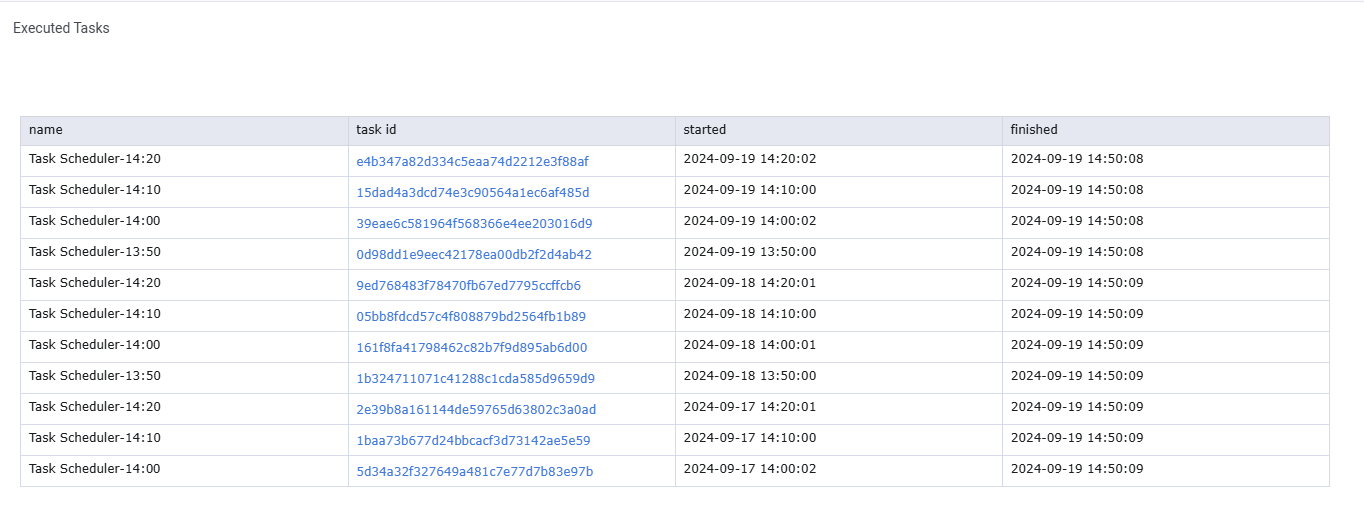 Executed Tasks
name task id started finished
Task Scheduler-14:20 e4b347a82d334c5eaa74d2212e3f88af 2024-09-19 14:20:02 2024-09-19 14:50:08
Task Scheduler-14:10 15dad4a3dcd74e3c90564a1ec6af485d 2024-09-19 14:10:00 2024-09-19 14:50:08
Task Scheduler-14:00 39eae6c581964f568366e4ee203016d9 2024-09-19 14:00:02 2024-09-19 14:50:08
Task Scheduler-13:50 0d98dd1e9eec42178ea00db2f2d4ab42 2024-09-19 13:50:00 2024-09-19 14:50:08
Task Scheduler-14:20 9ed768483f78470fb67ed7795ccffcb6 2024-09-18 14:20:01 2024-09-19 14:50:09
Task Scheduler-14:10 05bb8fdcd57c4f808879bd2564fb1b89 2024-09-18 14:10:00 2024-09-19 14:50:09
Task Scheduler-14:00 161f8fa41798462c82b7f9d895ab6d00 2024-09-18 14:00:01 2024-09-19 14:50:09
Task Scheduler-13:50 1b324711071c41288c1cda585d9659d9 2024-09-18 13:50:00 2024-09-19 14:50:09
Task Scheduler-14:20 2e39b8a161144de59765d63802c3a0ad 2024-09-17 14:20:01 2024-09-19 14:50:09
Task Scheduler-14:10 1baa73b677d24bbcacf3d73142ae5e59 2024-09-17 14:10:00 2024-09-19 14:50:09
Task Scheduler-14:00 5d34a32f327649a481c7e77d7b83e97b 2024-09-17 14:00:02 2024-09-19 14:50:09